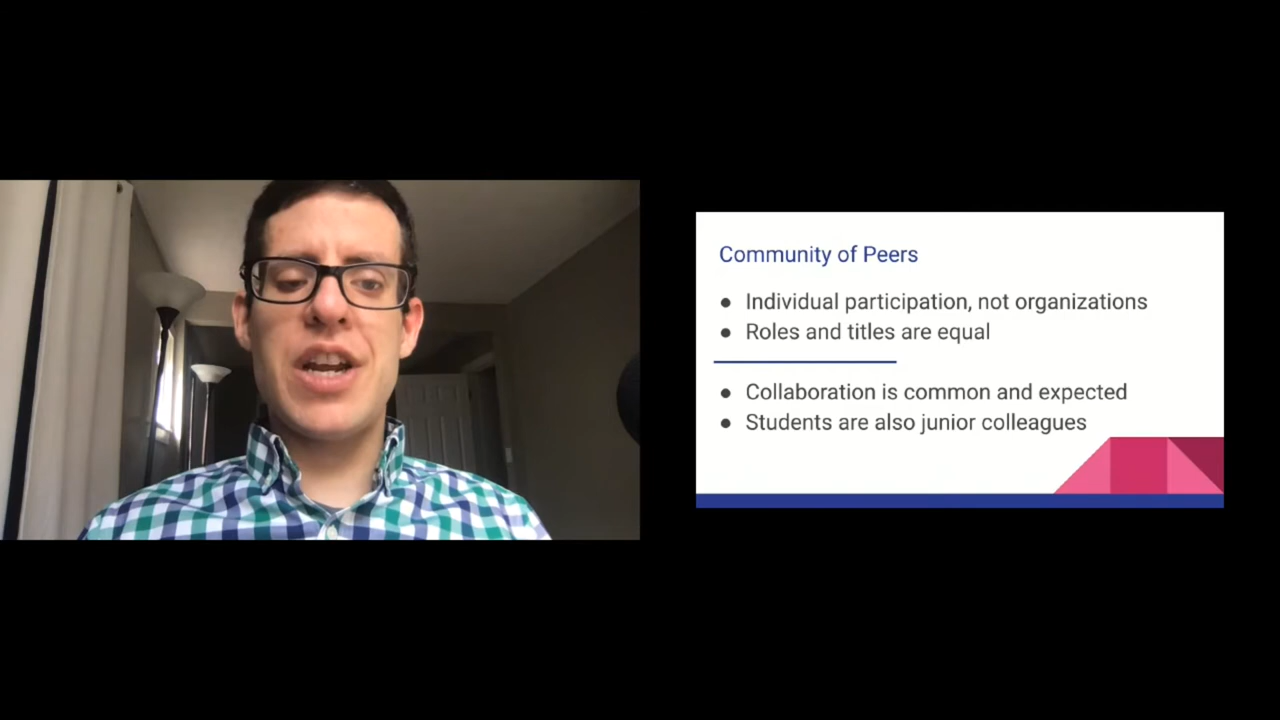 Community of Peers
● Individual participation, not organizations
● Roles and titles are equal
● Collaboration is common and expected
● Students are also junior colleagues